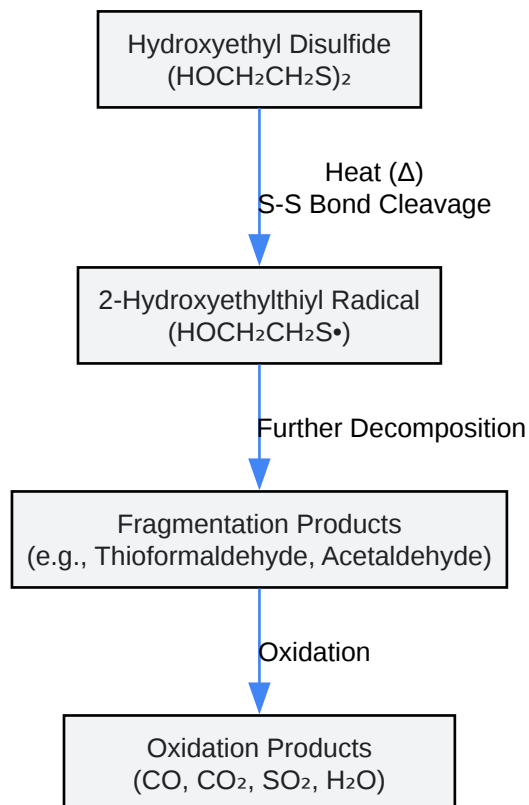 Hydroxyethyl Disulfide
(HOCH₂CH₂S)₂
Heat (Δ)
S-S Bond Cleavage
2-Hydroxyethylthiyl Radical
(HOCH₂CH₂S•)
Further Decomposition
Fragmentation Products
(e.g., Thioformaldehyde, Acetaldehyde)
Oxidation
Oxidation Products
(CO, CO₂, SO₂, H₂O)